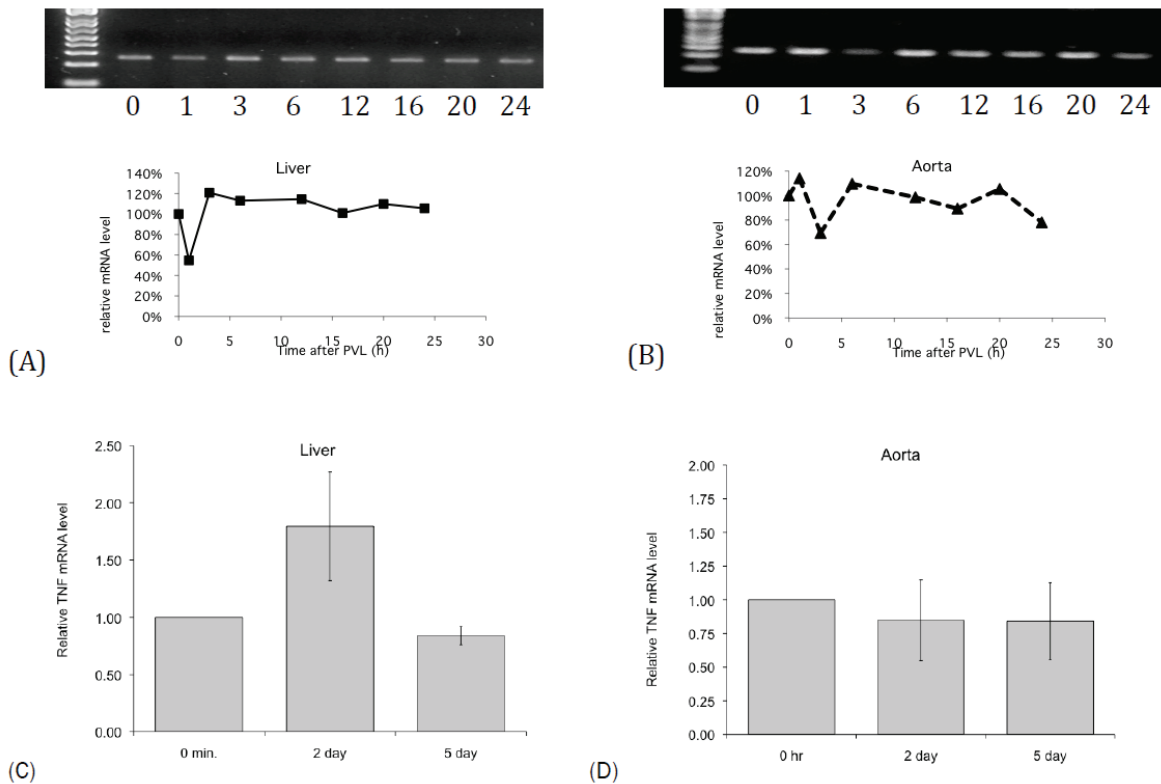 0 1 3 6 12 16 20 24
Liver
relative mRNA level
140%
120%
100%
80%
60%
40%
20%
0%
0 5 10 15 20 25 30
Time after PVL (h)
(A)
0 1 3 6 12 16 20 24
Aorta
relative mRNA level
120%
100%
80%
60%
40%
20%
0%
0 5 10 15 20 25 30
Time after PVL (h)
(B)
Liver
Relative TNF mRNA level
2.50
2.00
1.50
1.00
0.50
0.00
0 min. 2 day 5 day
(C)
Aorta
Relative TNF mRNA level
2.00
1.75
1.50
1.25
1.00
0.75
0.50
0.25
0.00
0 hr 2 day 5 day
(D)